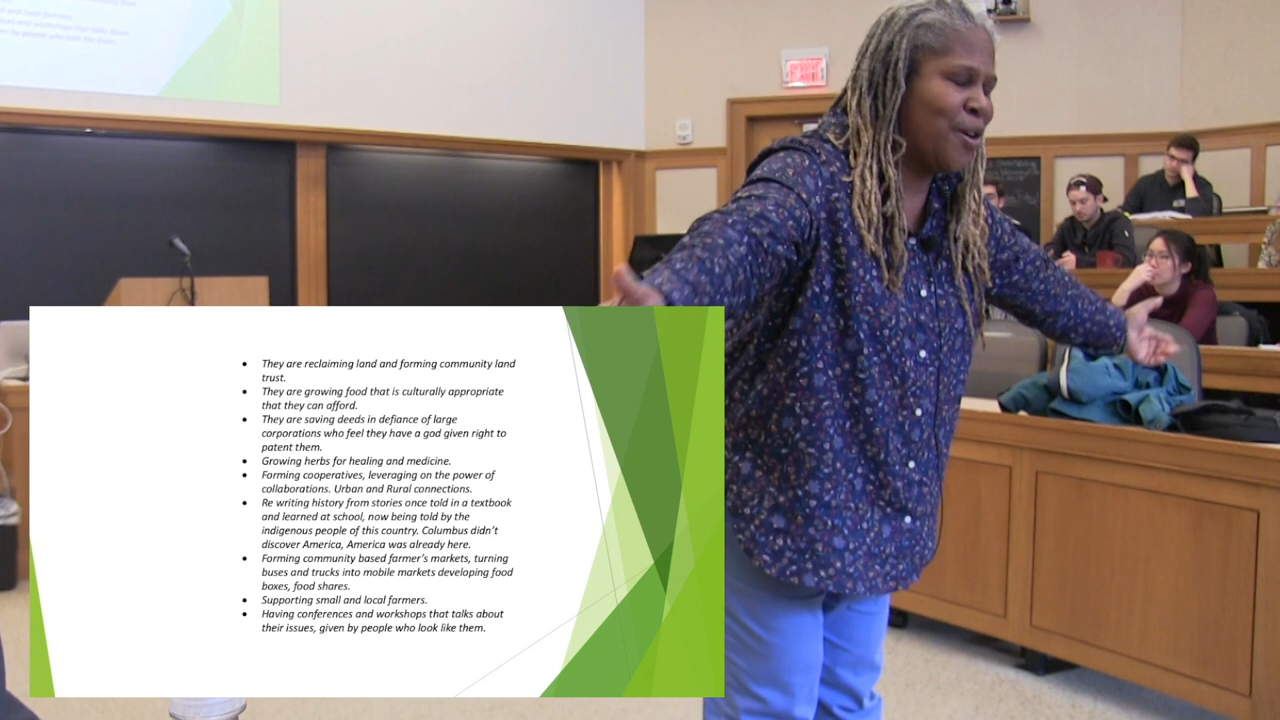 and local farmers.
• They are reclaiming land and forming community land
trust.
• They are growing food that is culturally appropriate
that they can afford.
• They are saving deeds in defiance of large
corporations who feel they have a god given right to
patent them.
• Growing herbs for healing and medicine.
• Forming cooperatives, leveraging on the power of
collaborations. Urban and Rural connections.
• Re writing history from stories once told in a textbook
and learned at school, now being told by the
indigenous people of this country. Columbus didn't
discover America, America was already here.
• Forming community based farmer's markets, turning
buses and trucks into mobile markets developing food
boxes, food shares.
• Supporting small and local farmers.
• Having conferences and workshops that talks about
their issues, given by people who look like them.